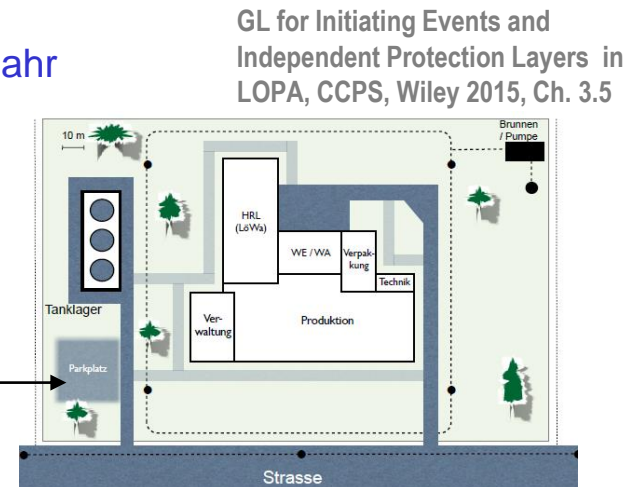 GL for Initiating Events and
Independent Protection Layers in
LOPA, CCPS, Wiley 2015, Ch. 3.5
ahr
10 m
Brunnen
/ Pumpe
HRL
(LöWa)
WE / WA
Verpak-
kung
Technik
Tanklager
Ver-
waltung
Produktion
Parkplatz
Strasse